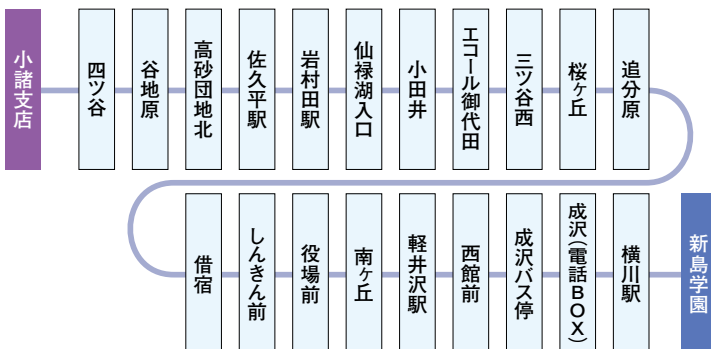 小諸支店
四ツ谷
谷地原
高砂団地北
佐久平駅
岩村田駅
仙禄湖入口
小田井
エコール御代田
三ツ谷西
桜ヶ丘
追分原
借宿
しんきん前
役場前
南ヶ丘
軽井沢駅
西館前
成沢バス停
成沢(電話BOX)
横川駅
新島学園